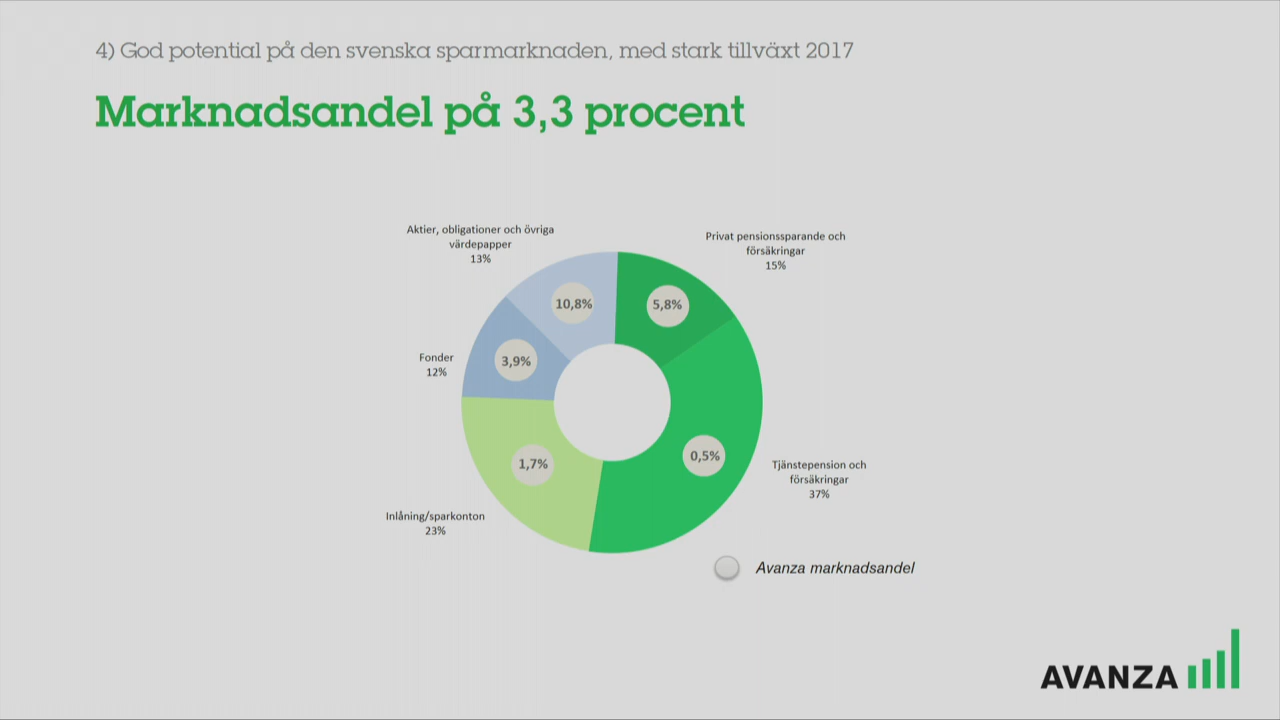 4) God potential på den svenska sparmarknaden, med stark tillväxt 2017
Marknadsandel på 3,3 procent
Aktier, obligationer och övriga
värdepapper
13%
Privat pensionssparande och
försäkringar
15%
10,8%
5,8%
Fonder
12%
3,9%
0,5%
Tjänstepension och
försäkringar
37%
1,7%
Inlåning/sparkonton
23%
Avanza marknadsandel
AVANZA